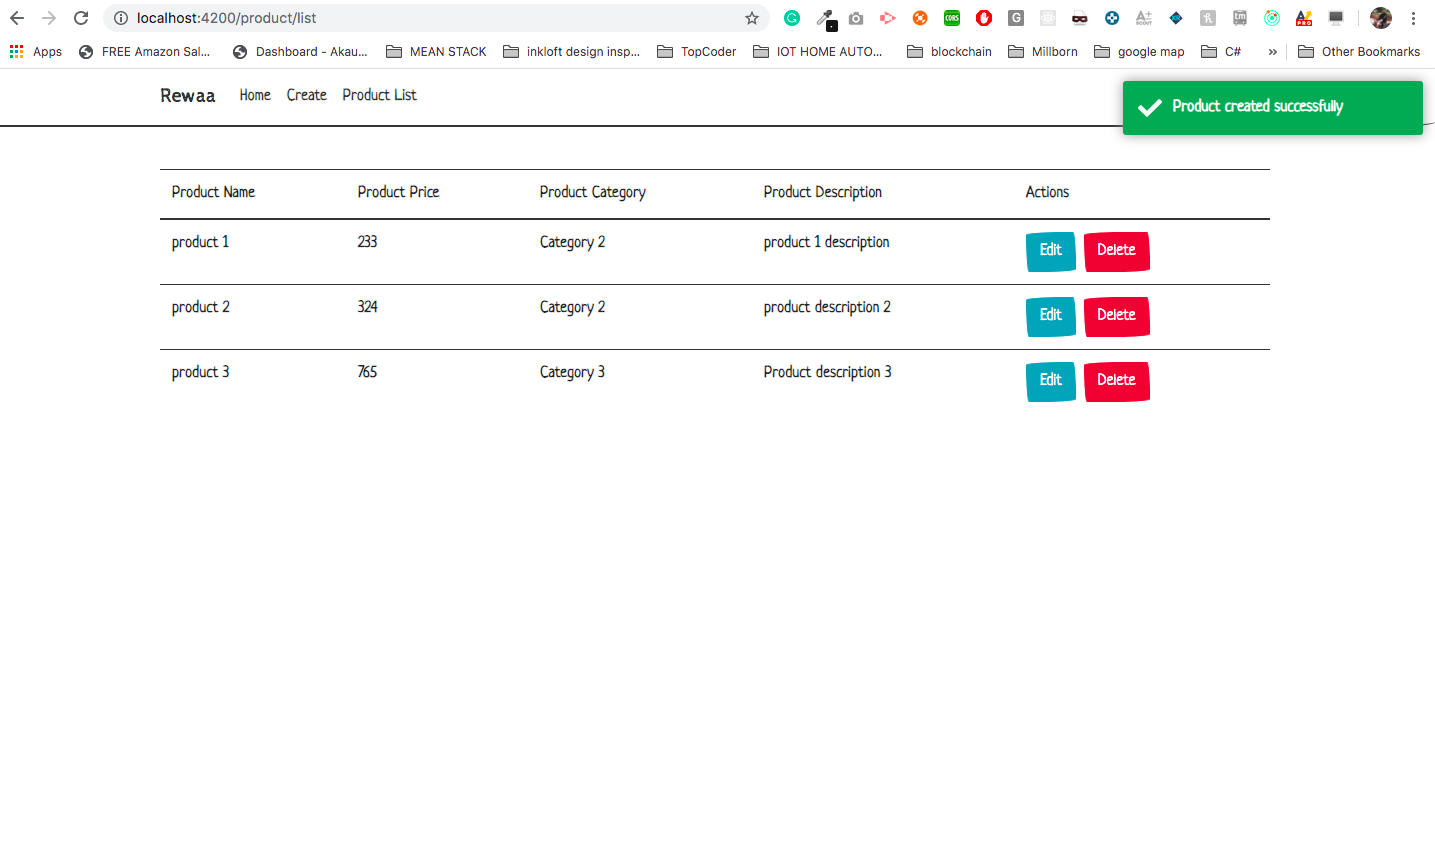 localhost:4200/product/list
Apps FREE Amazon Sal... Dashboard - Akau... MEAN STACK inkloft design insp... TopCoder IOT HOME AUTO... blockchain Millborn google map C# » Other Bookmarks
Rewaa Home Create Product List
Product created successfully
Product Name Product Price Product Category Product Description Actions
product 1 233 Category 2 product 1 description Edit Delete
product 2 324 Category 2 product description 2 Edit Delete
product 3 765 Category 3 Product description 3 Edit Delete